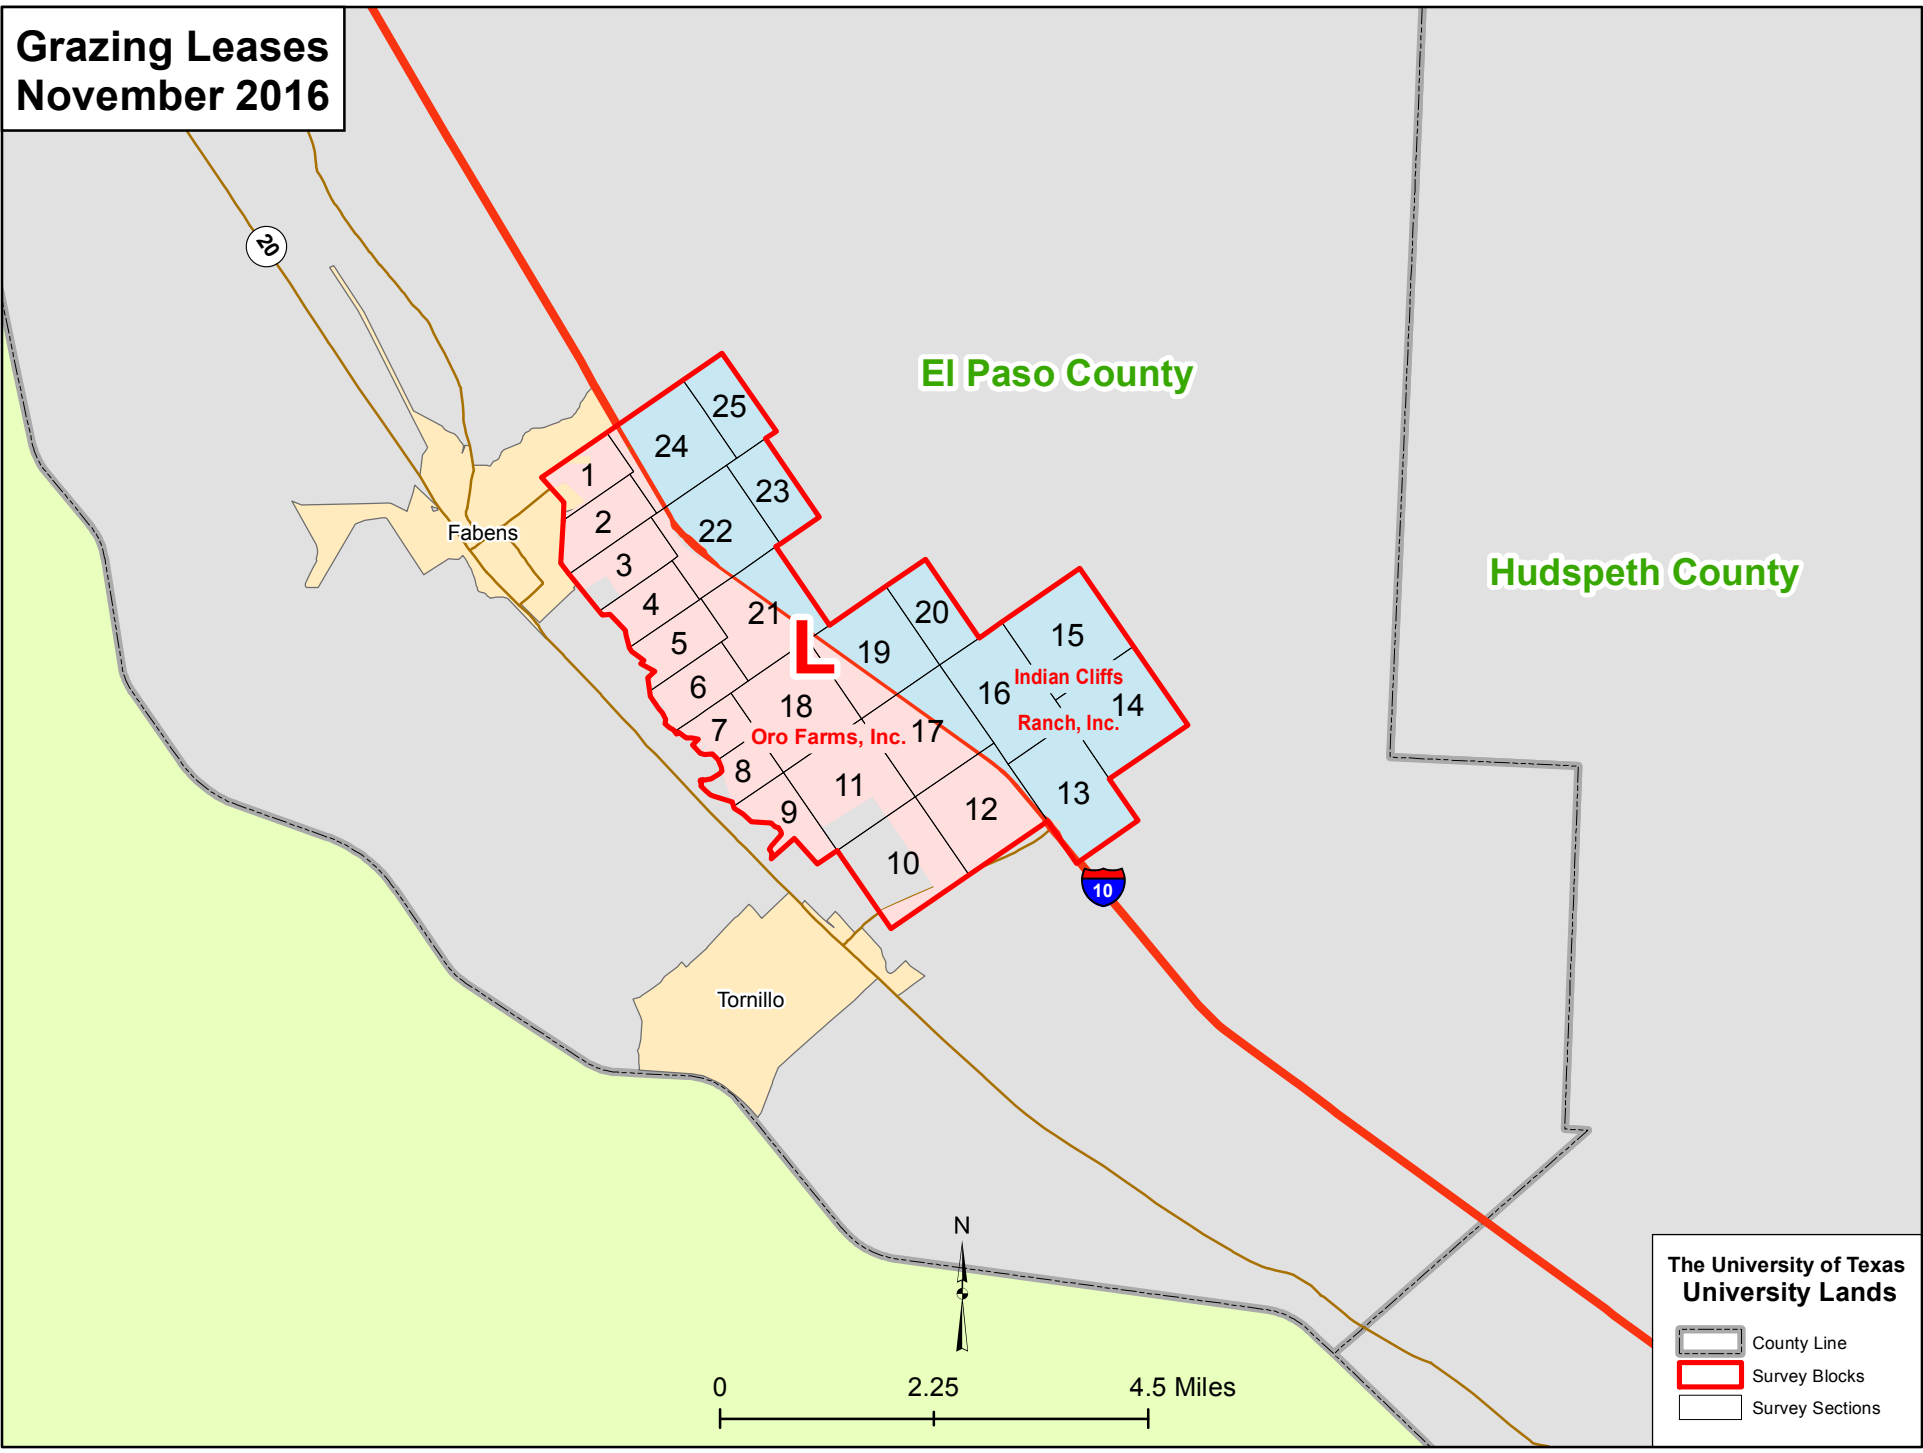 Grazing Leases
November 2016
20
El Paso County
Hudspeth County
25
24
1
23
2
22
Fabens
3
4
21
20
15
5
L
19
Indian Cliffs
6
16
14
18
Ranch, Inc.
7
Oro Farms, Inc.
17
8
11
13
9
12
10
10
Tornillo
N
0
2.25
4.5 Miles
The University of Texas
University Lands
County Line
Survey Blocks
Survey Sections